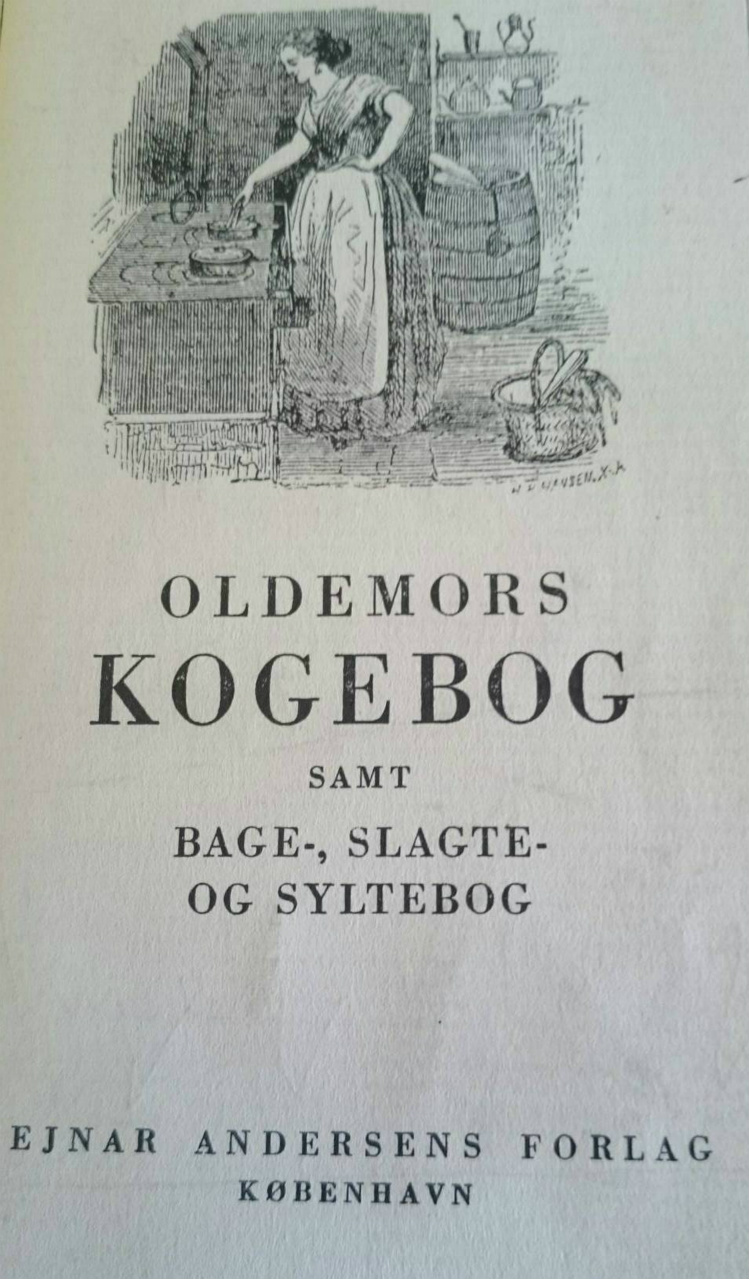 OLDEMORS
KOGEBOG
SAMT
BAGE-, SLAGTE-
OG SYLTEBOG
EJNAR ANDERSENS FORLAG
KØBENHAVN